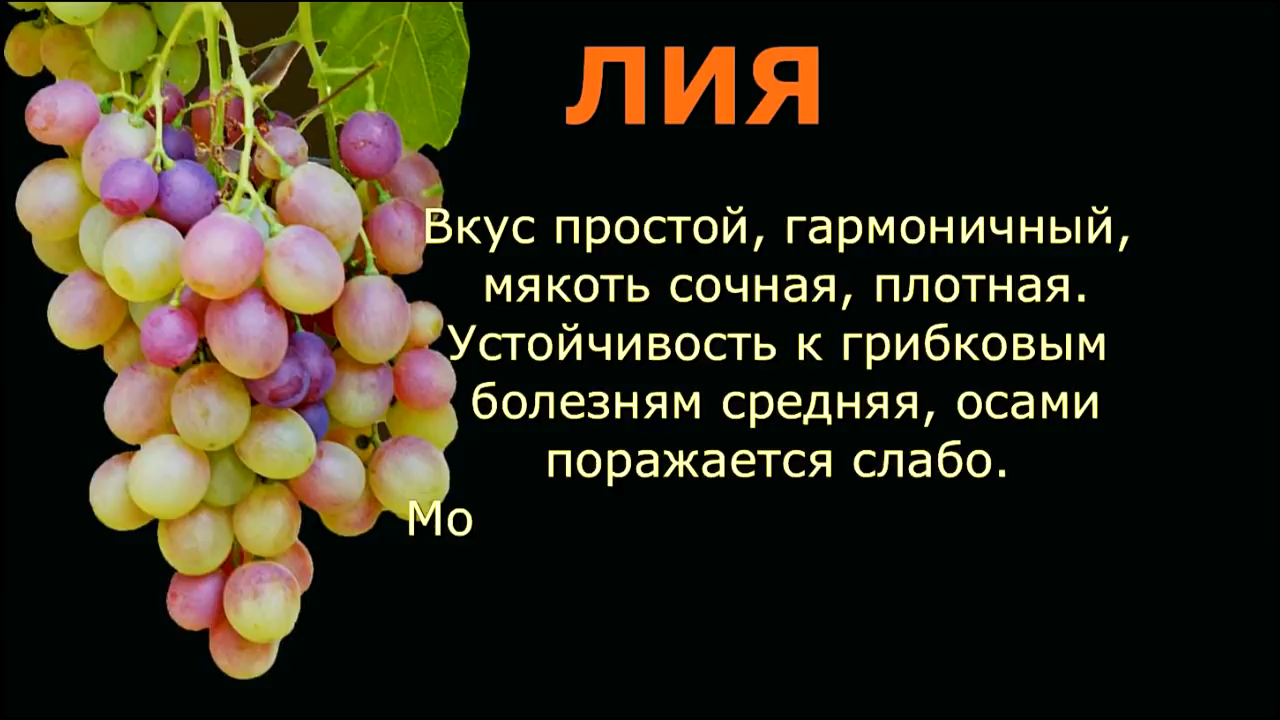 ЛИЯ
Вкус простой, гармоничный,
мякоть сочная, плотная.
Устойчивость к грибковым
болезням средняя, осами
поражается слабо.
Мо